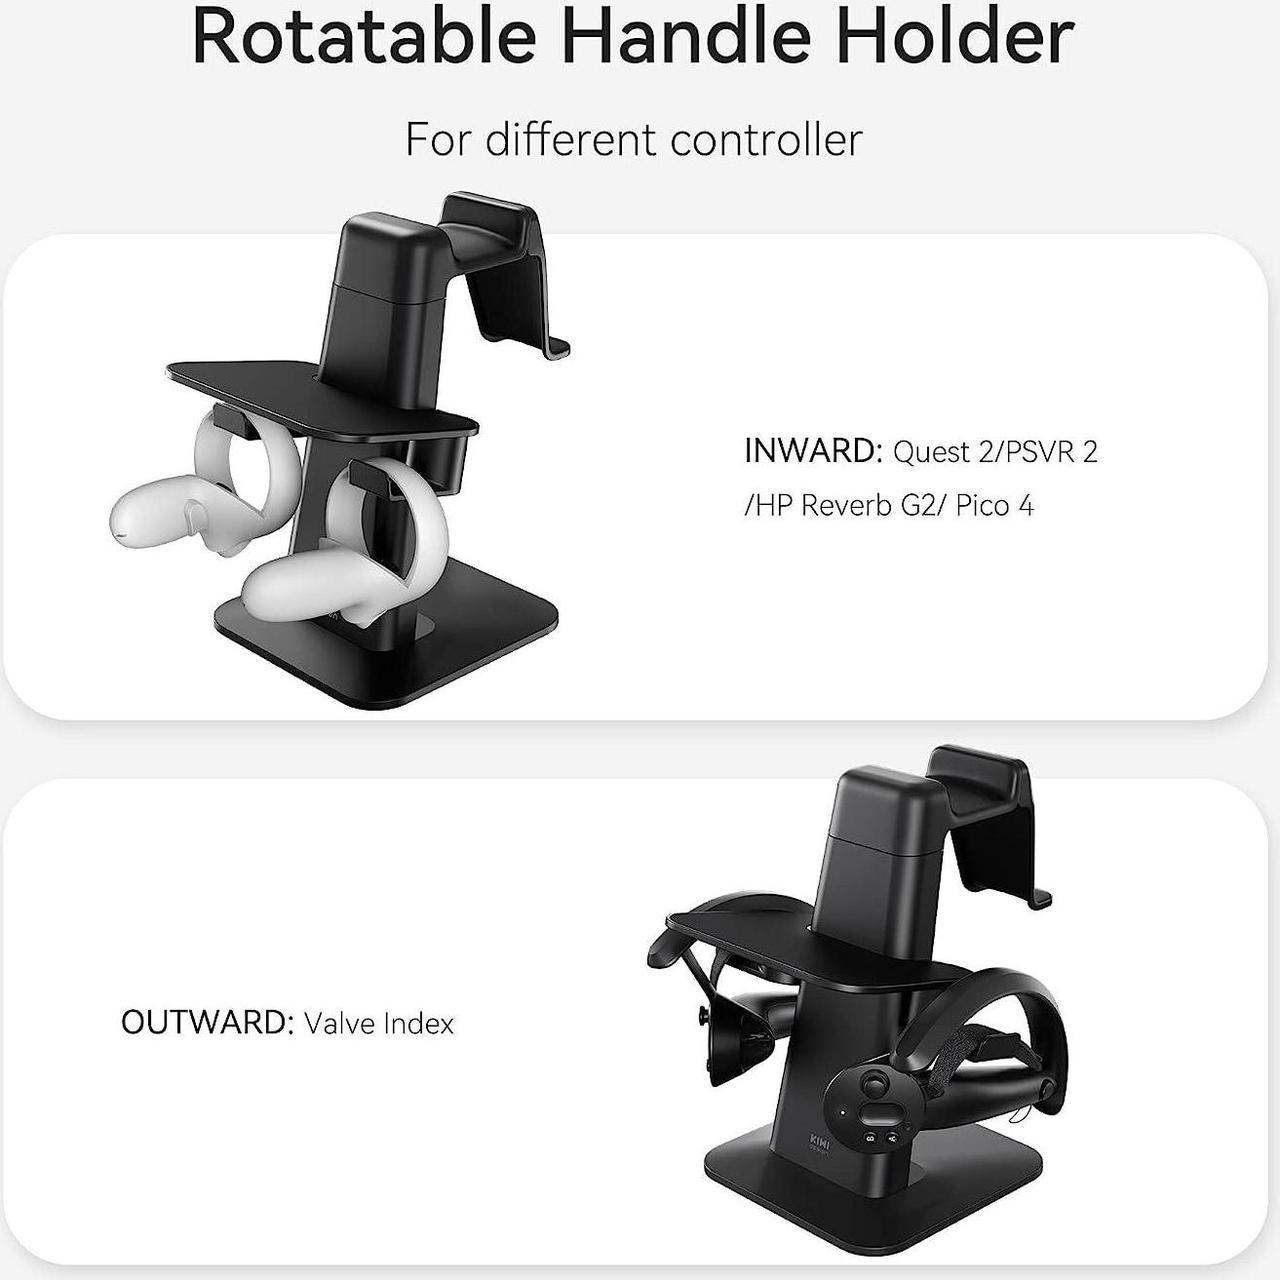 Rotatable Handle Holder
For different controller
INWARD: Quest 2/PSVR 2
/HP Reverb G2/ Pico 4
OUTWARD: Valve Index
KIWI
DESIGN
B A